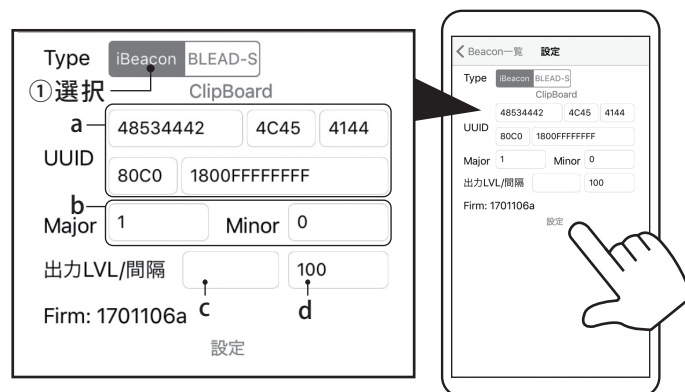 Type iBeacon BLEAD-S
①選択 ClipBoard
a 48534442 4C45 4144
UUID
80C0 1800FFFFFFFF
b
Major 1 Minor 0
出力LVL/間隔 100
c d
Firm: 1701106a
設定
Beacon一覧 設定
Type iBeacon BLEAD-S
ClipBoard
48534442 4C45 4144
UUID
80C0 1800FFFFFFFF
Major 1 Minor 0
出力LVL/間隔 100
Firm: 1701106a
設定